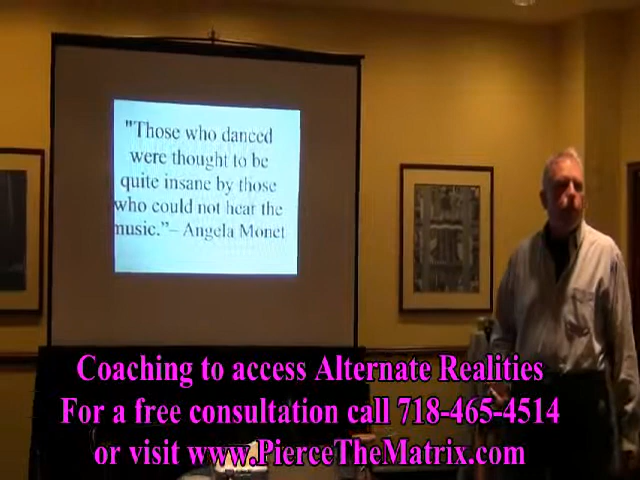 "Those who danced
were thought to be
quite insane by those
who could not hear the
music."– Angela Monet
Coaching to access Alternate Realities
For a free consultation call 718-465-4514
or visit www.PierceTheMatrix.com